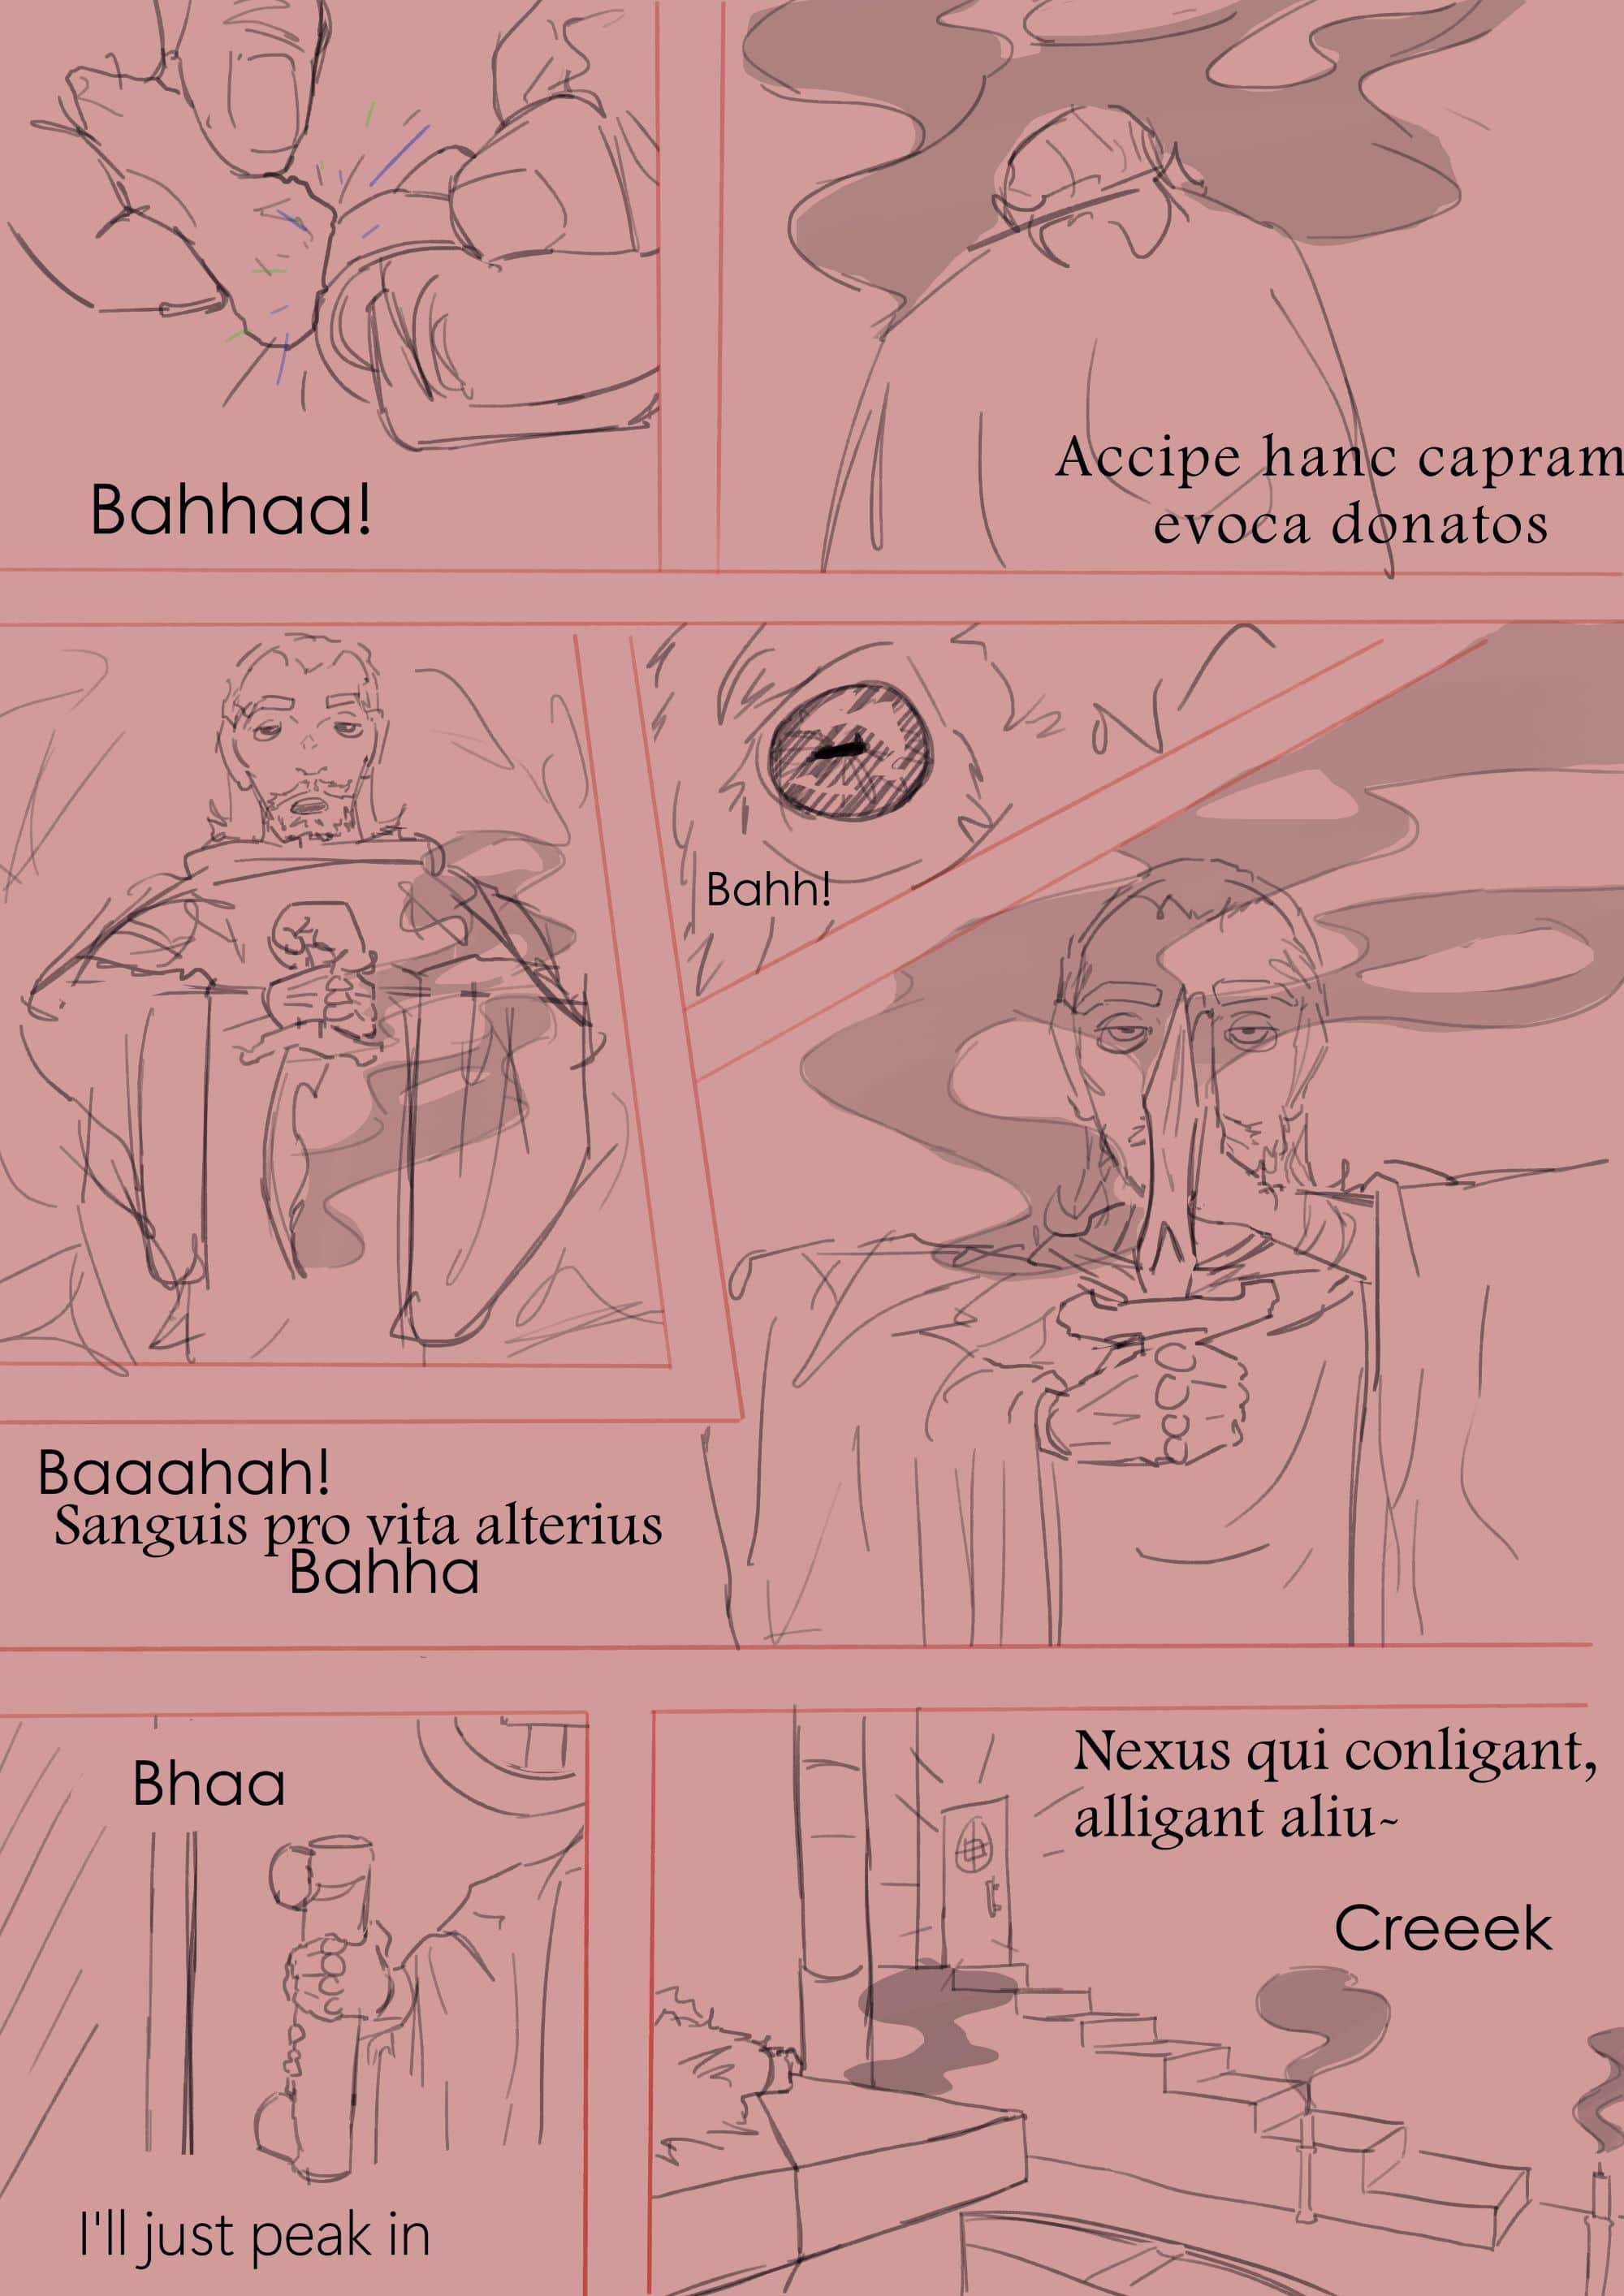 Bahhaa!
Accipe hanc capram
evoca donatos
Bahh!
Baaahah!
Sanguis pro vita alterius
Bahha
Bhaa
I'll just peak in
Nexus qui conligant,
alligant aliu~
Creeek